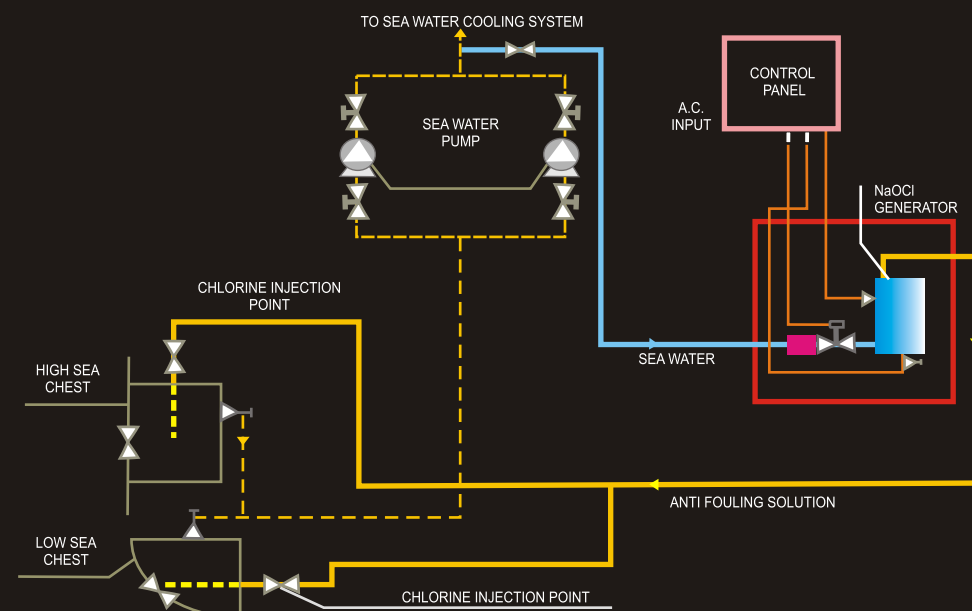 TO SEA WATER COOLING SYSTEM
CONTROL
PANEL
A.C.
INPUT
SEA WATER
PUMP
NaOCl
GENERATOR
CHLORINE INJECTION
POINT
SEA WATER
HIGH SEA
CHEST
ANTI FOULING SOLUTION
LOW SEA
CHEST
CHLORINE INJECTION POINT